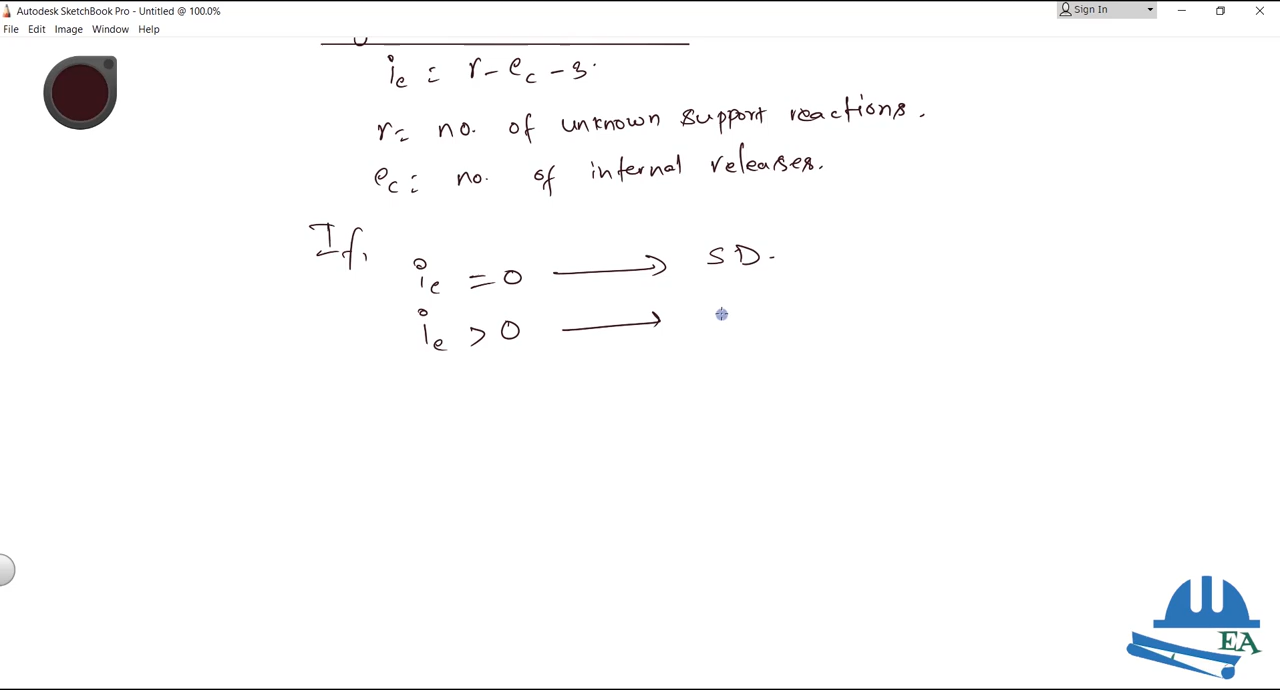 Autodesk SketchBook Pro - Untitled @ 100.0%
Sign In
File Edit Image Window Help
ie = r - ec - 3.
r = no. of unknown support reactions.
ec = no. of internal releases.
If,
ie = 0 → SD.
ie > 0 →
EA